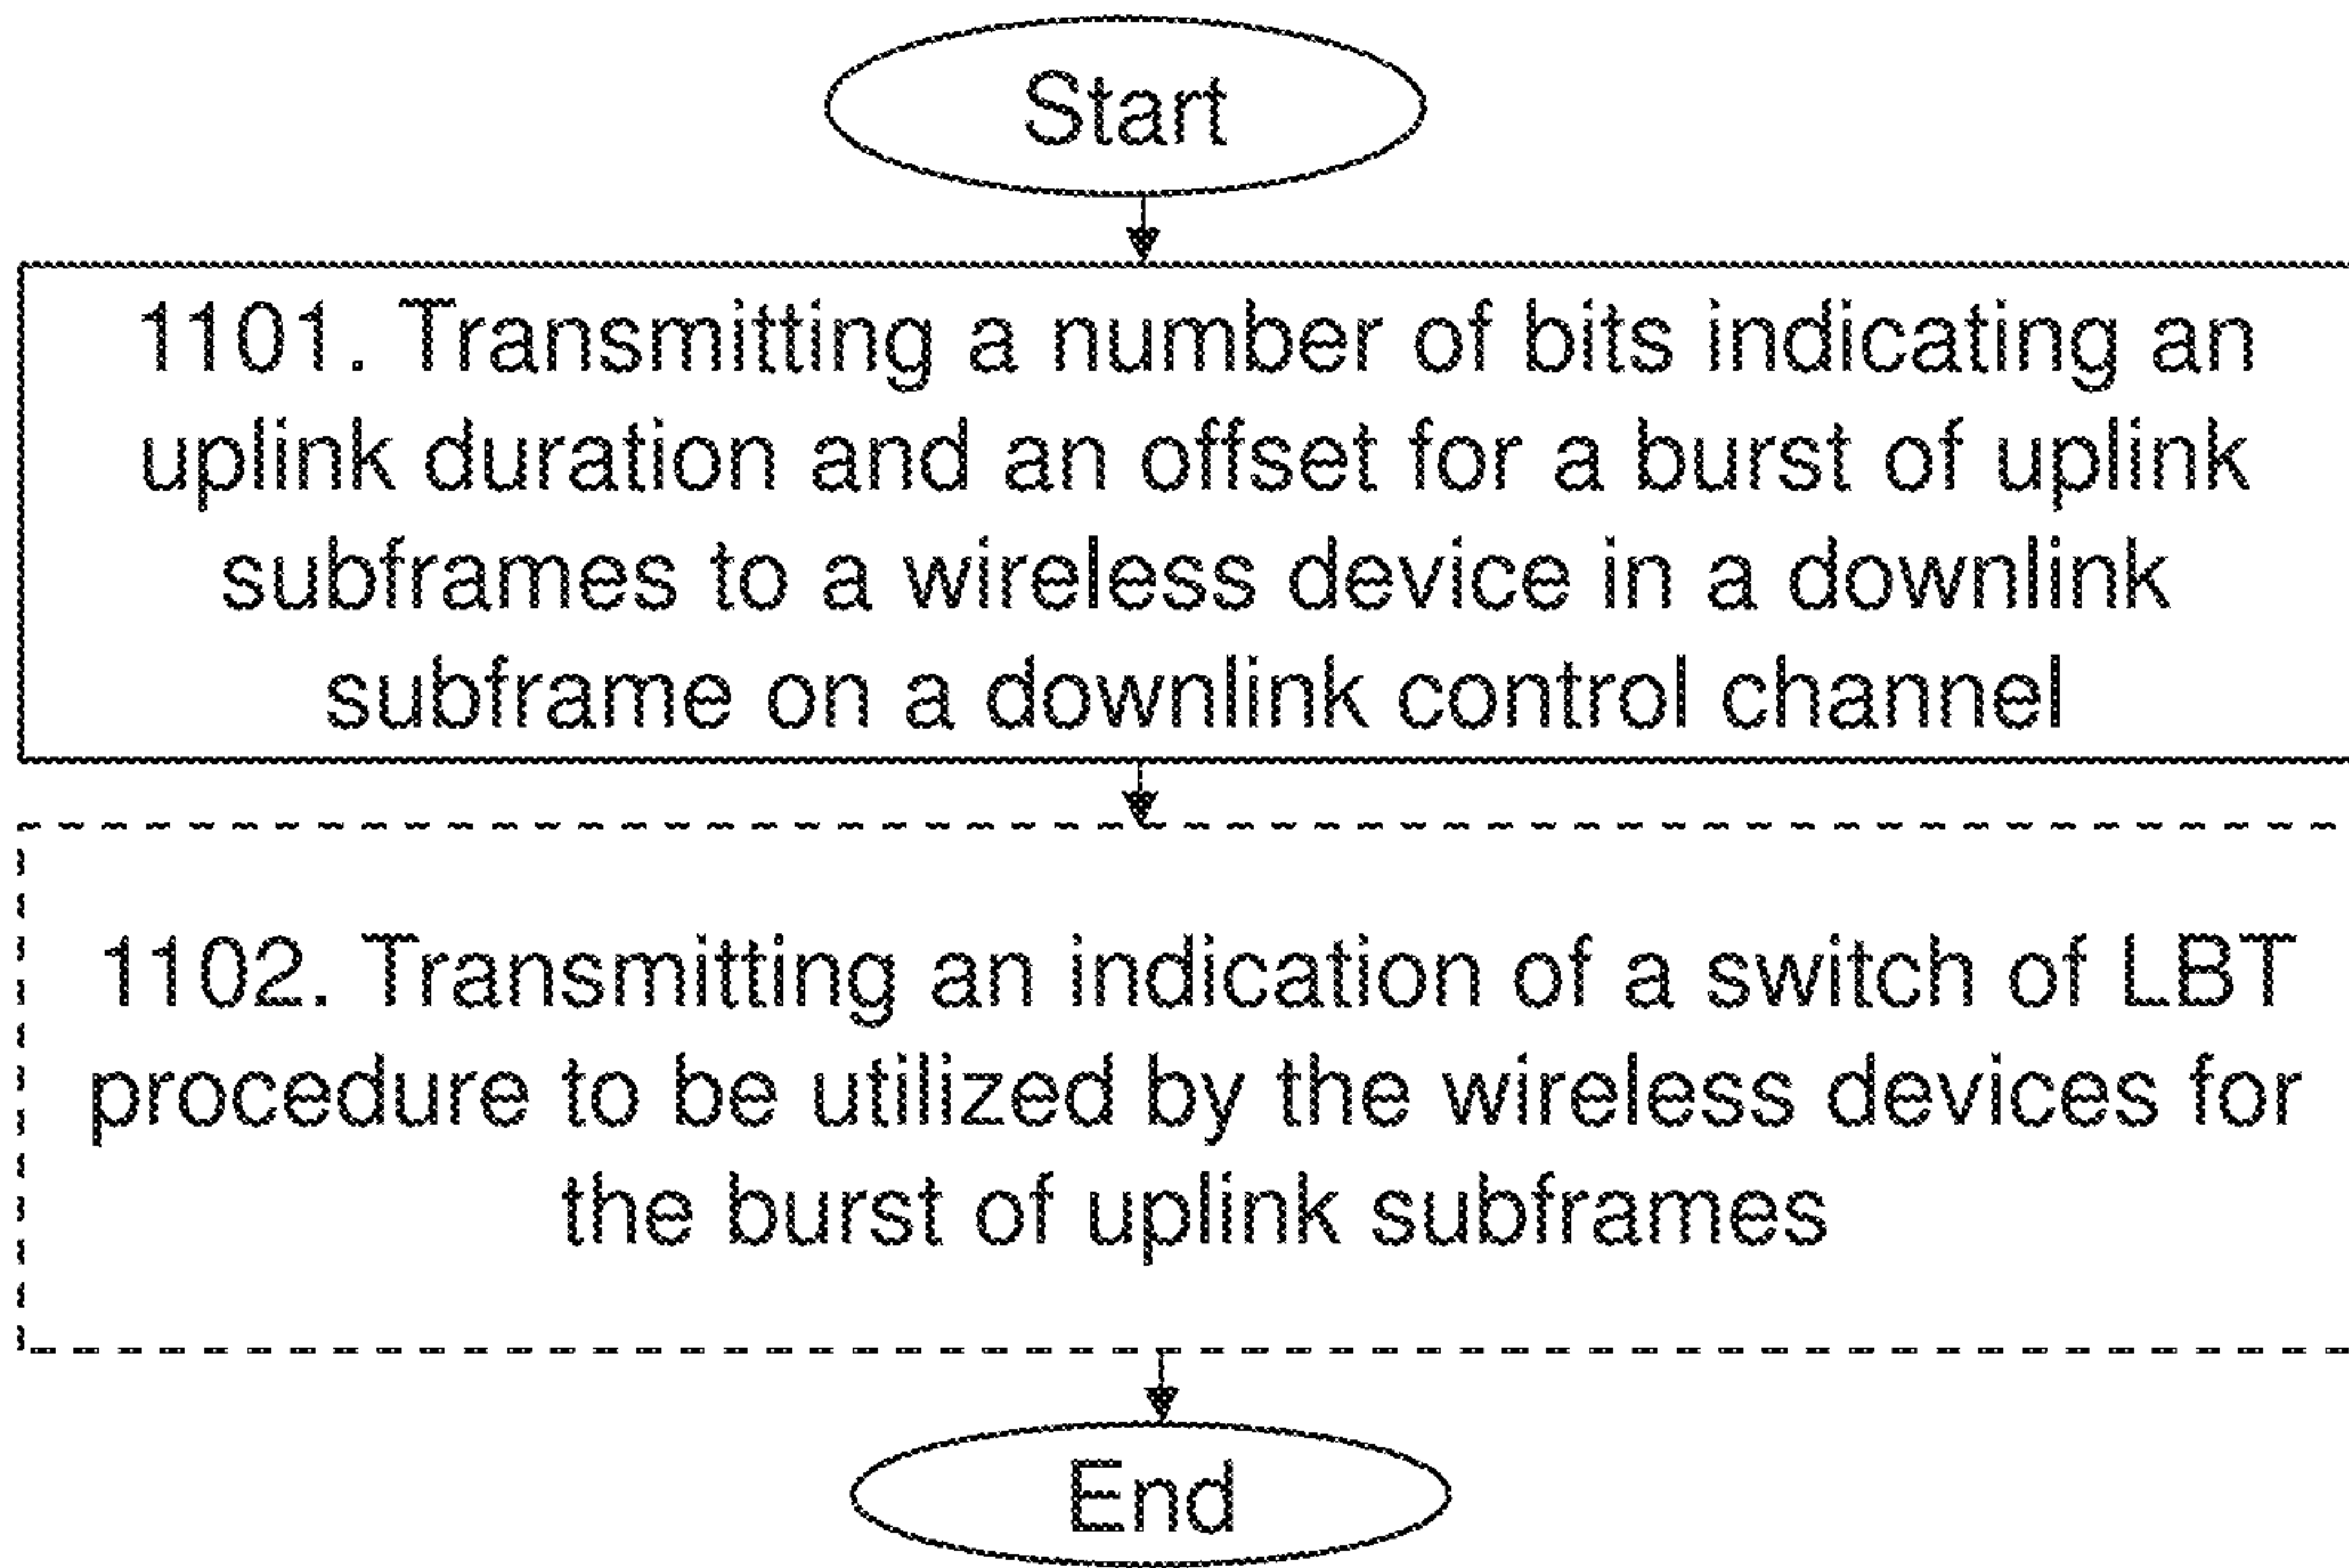 Start
1101. Transmitting a number of bits indicating an
uplink duration and an offset for a burst of uplink
subframes to a wireless device in a downlink
subframe on a downlink control channel
1102. Transmitting an indication of a switch of LBT
procedure to be utilized by the wireless devices for
the burst of uplink subframes
End